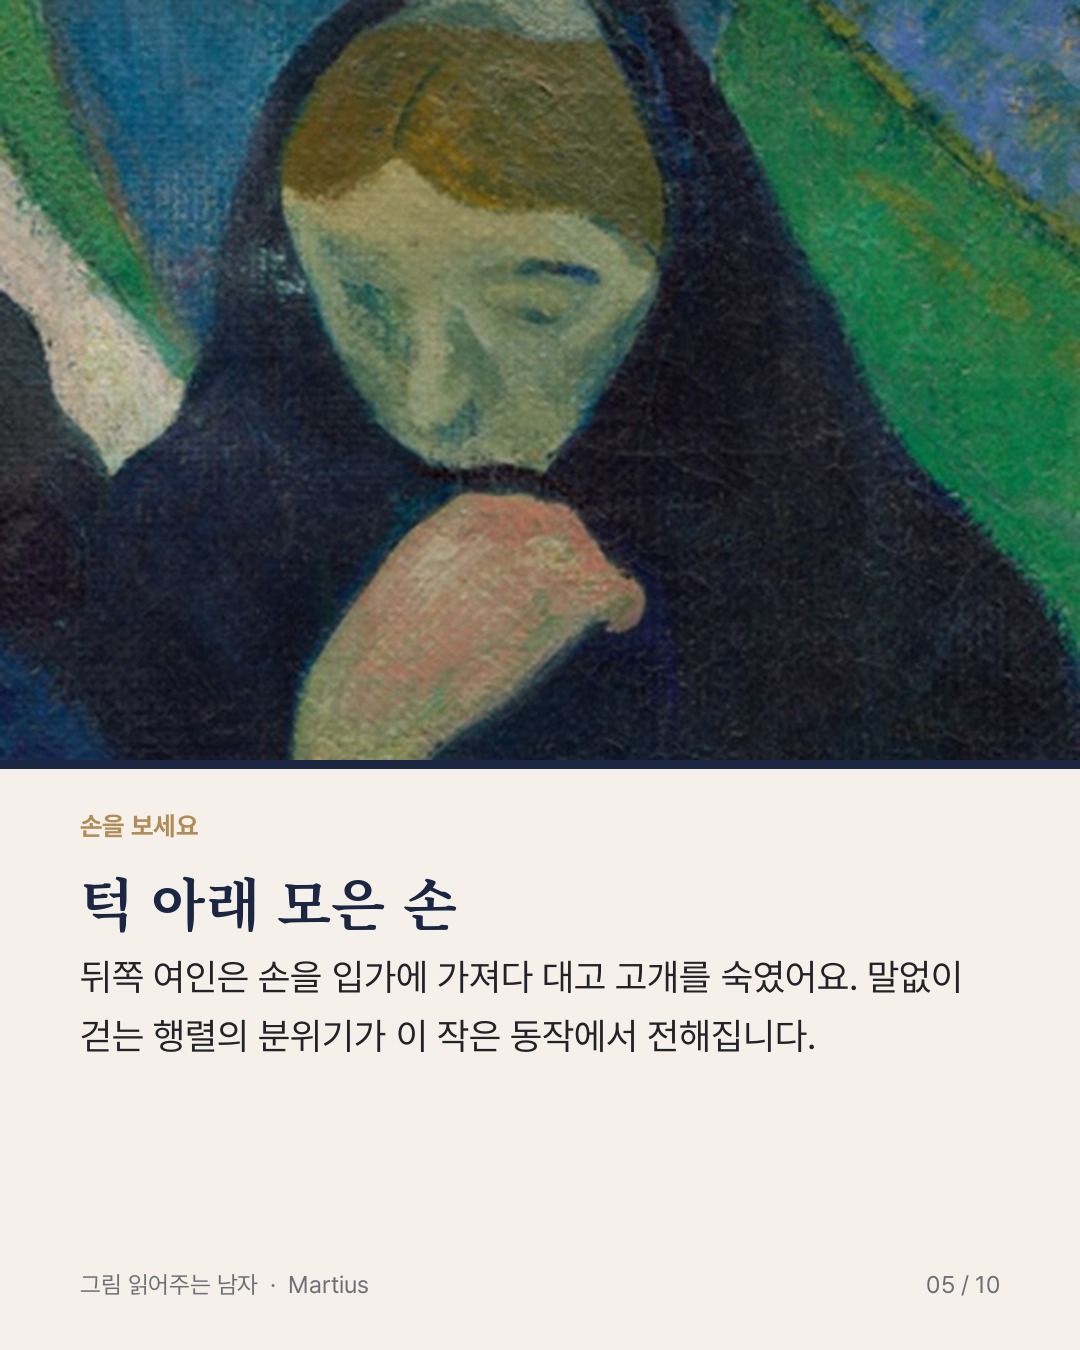 손을 보세요
턱 아래 모은 손
뒤쪽 여인은 손을 입가에 가져다 대고 고개를 숙였어요. 말없이
걷는 행렬의 분위기가 이 작은 동작에서 전해집니다.
그림 읽어주는 남자 · Martius
05 / 10